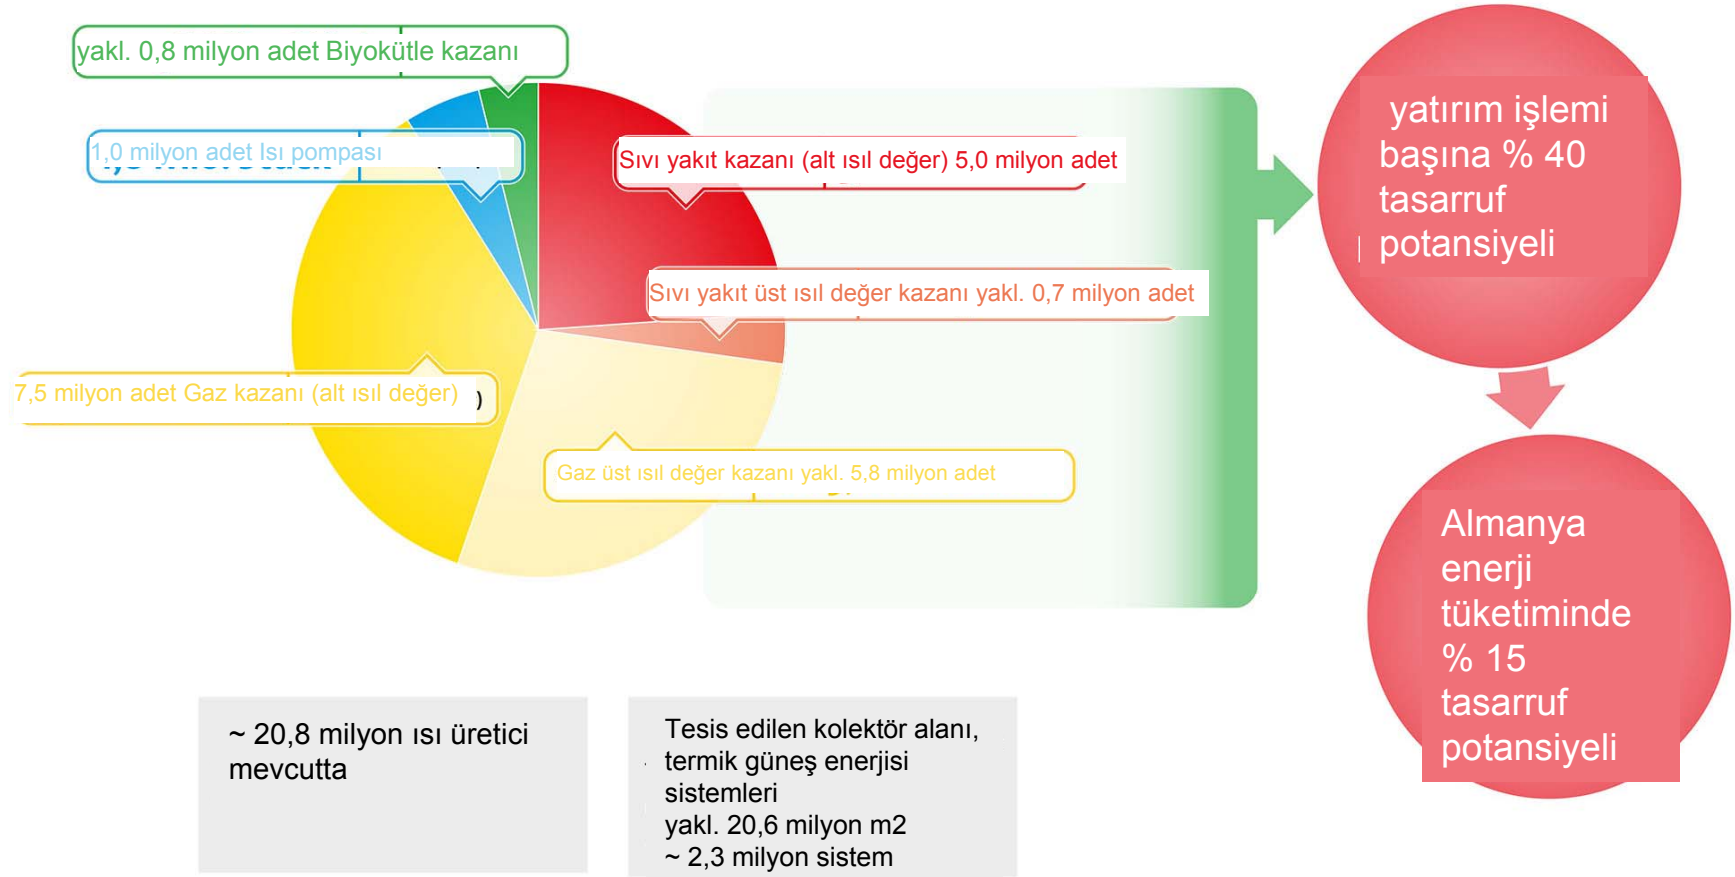 yakl. 0,8 milyon adet Biyokütle kazanı
1,0 milyon adet Isı pompası
Sıvı yakıt kazanı (alt ısıl değer) 5,0 milyon adet
Sıvı yakıt üst ısıl değer kazanı yakl. 0,7 milyon adet
7,5 milyon adet Gaz kazanı (alt ısıl değer) )
Gaz üst ısıl değer kazanı yakl. 5,8 milyon adet
yatırım işlemi
başına % 40
tasarruf
potansiyeli
Almanya
enerji
tüketiminde
% 15
tasarruf
potansiyeli
~ 20,8 milyon ısı üretici
mevcutta
Tesis edilen kolektör alanı,
termik güneş enerjisi
sistemleri
yakl. 20,6 milyon m2
~ 2,3 milyon sistem